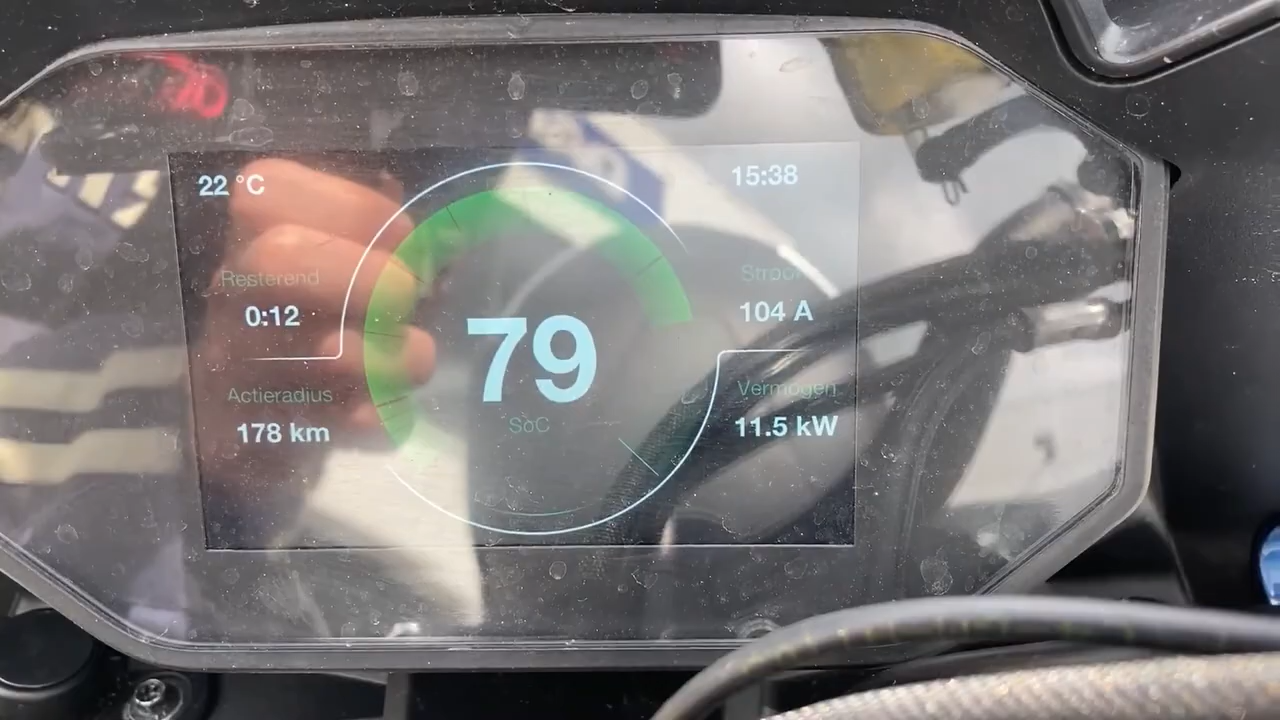 22 °C
15:38
Resterend
0:12
Stroom
104 A
79
SoC
Actieradius
178 km
Vermogen
11.5 kW